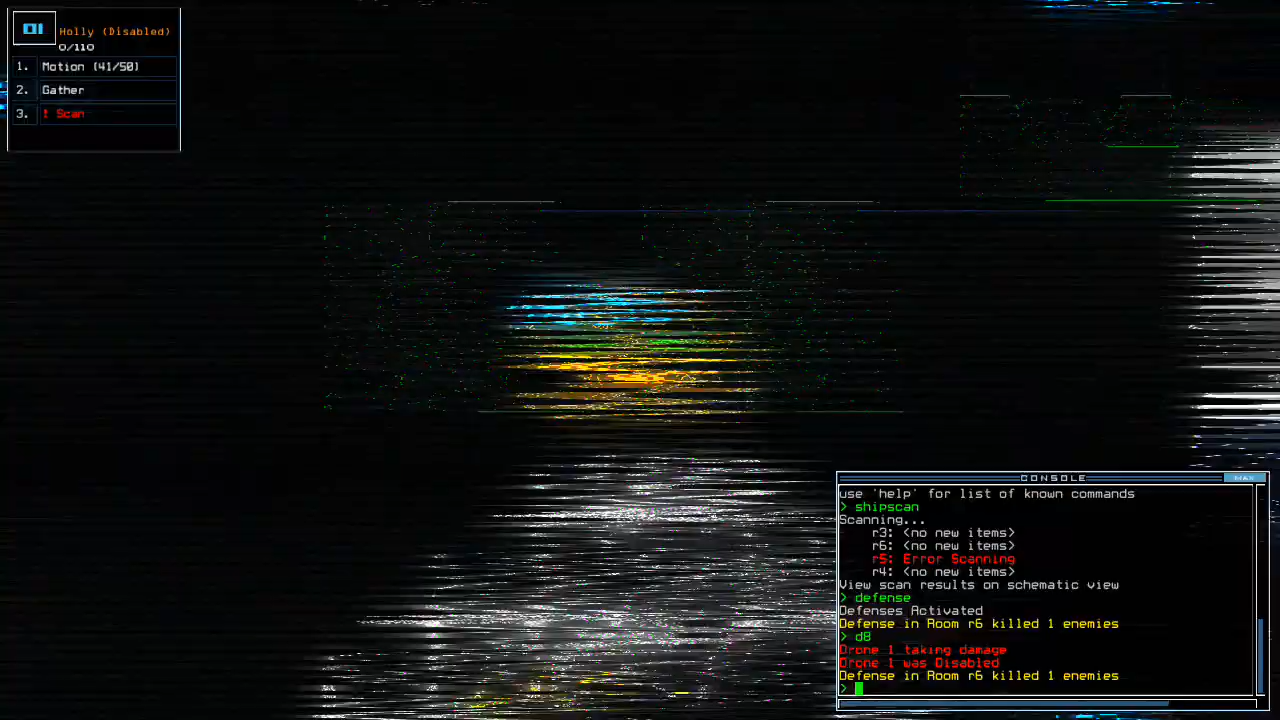 01
Holly (Disabled)
0/110
1. Motion (41/50)
2. Gather
3. ! Scan
CONSOLE
MAX
use 'help' for list of known commands
> shipscan
Scanning...
r3: <no new items>
r6: <no new items>
r5: Error Scanning
r4: <no new items>
View scan results on schematic view
> defense
Defenses Activated
Defense in Room r6 killed 1 enemies
> d8
Drone 1 taking damage
Drone 1 was Disabled
Defense in Room r6 killed 1 enemies
>